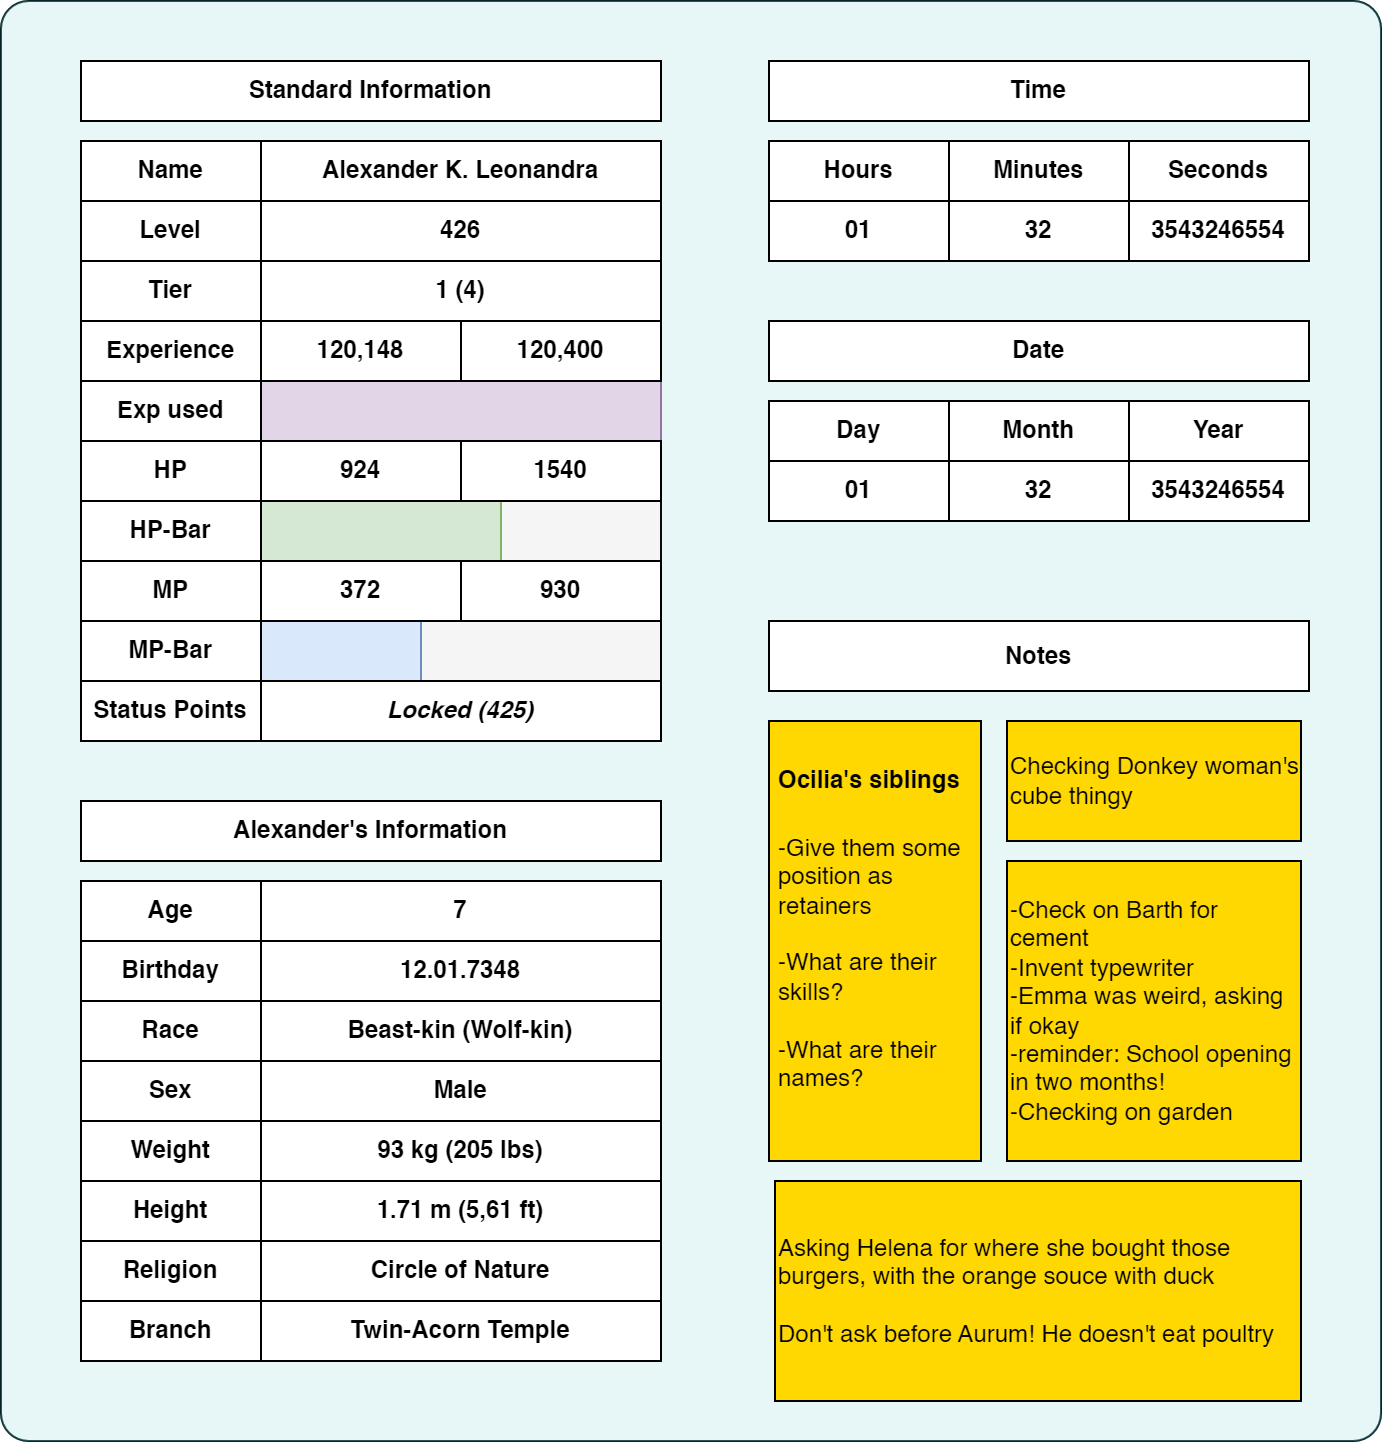 Standard Information
Name Alexander K. Leonandra
Level 426
Tier 1 (4)
Experience 120,148 120,400
Exp used
HP 924 1540
HP-Bar
MP 372 930
MP-Bar
Status Points Locked (425)
Alexander's Information
Age 7
Birthday 12.01.7348
Race Beast-kin (Wolf-kin)
Sex Male
Weight 93 kg (205 lbs)
Height 1.71 m (5,61 ft)
Religion Circle of Nature
Branch Twin-Acorn Temple
Time
Hours Minutes Seconds
01 32 3543246554
Date
Day Month Year
01 32 3543246554
Notes
Ocilia's siblings
-Give them some
position as
retainers
-What are their
skills?
-What are their
names?
Checking Donkey woman's
cube thingy
-Check on Barth for
cement
-Invent typewriter
-Emma was weird, asking
if okay
-reminder: School opening
in two months!
-Checking on garden
Asking Helena for where she bought those
burgers, with the orange souce with duck
Don't ask before Aurum! He doesn't eat poultry